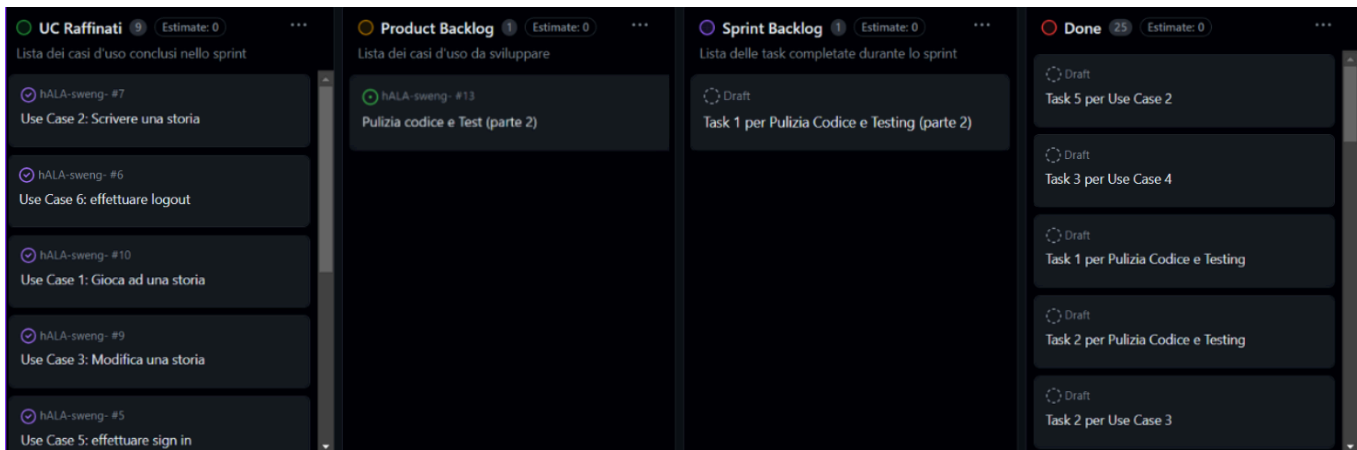 UC Raffinati 9 Estimate: 0 ...
Lista dei casi d'uso conclusi nello sprint
hALA-sweng- #7
Use Case 2: Scrivere una storia
hALA-sweng- #6
Use Case 6: effettuare logout
hALA-sweng- #10
Use Case 1: Gioca ad una storia
hALA-sweng- #9
Use Case 3: Modifica una storia
hALA-sweng- #5
Use Case 5: effettuare sign in
Product Backlog 1 Estimate: 0 ...
Lista dei casi d'uso da sviluppare
hALA-sweng- #13
Pulizia codice e Test (parte 2)
Sprint Backlog 1 Estimate: 0 ...
Lista delle task completate durante lo sprint
Draft
Task 1 per Pulizia Codice e Testing (parte 2)
Done 25 Estimate: 0 ...
Draft
Task 5 per Use Case 2
Draft
Task 3 per Use Case 4
Draft
Task 1 per Pulizia Codice e Testing
Draft
Task 2 per Pulizia Codice e Testing
Draft
Task 2 per Use Case 3